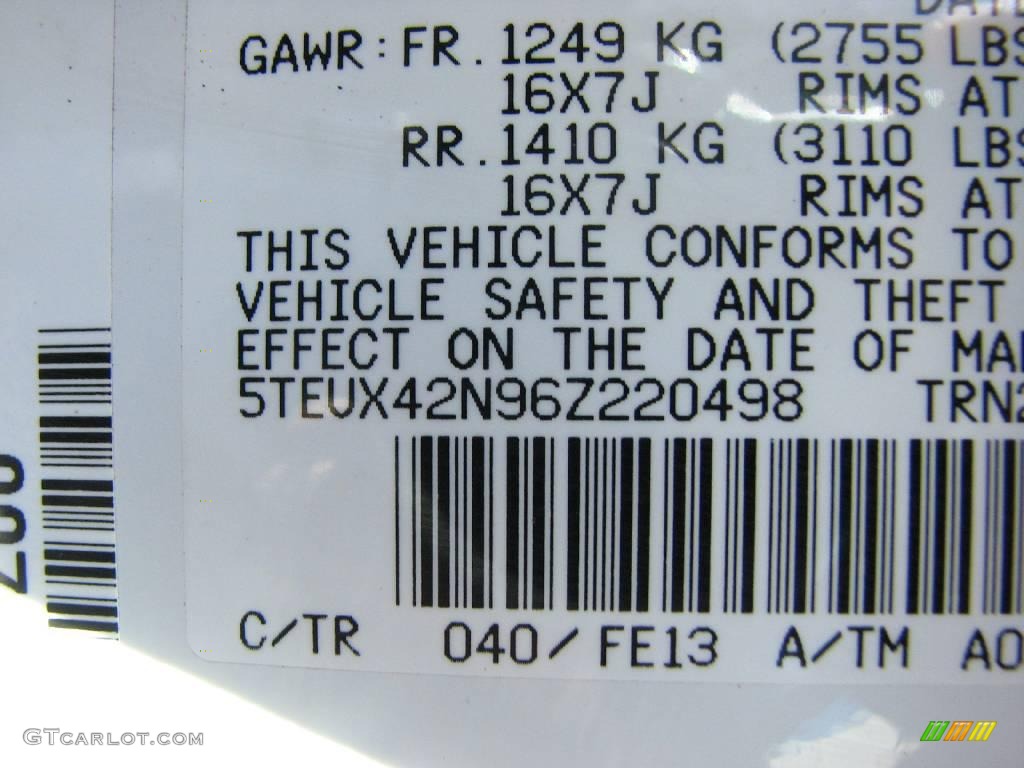 GAWR: FR. 1249 KG (2755 LBS
16X7J RIMS AT
RR. 1410 KG (3110 LBS
16X7J RIMS AT
THIS VEHICLE CONFORMS TO
VEHICLE SAFETY AND THEFT
EFFECT ON THE DATE OF MA
5TEUX42N96Z220498 TRN2
C/TR 040/FE13 A/TM A0
GTCARLOT.COM